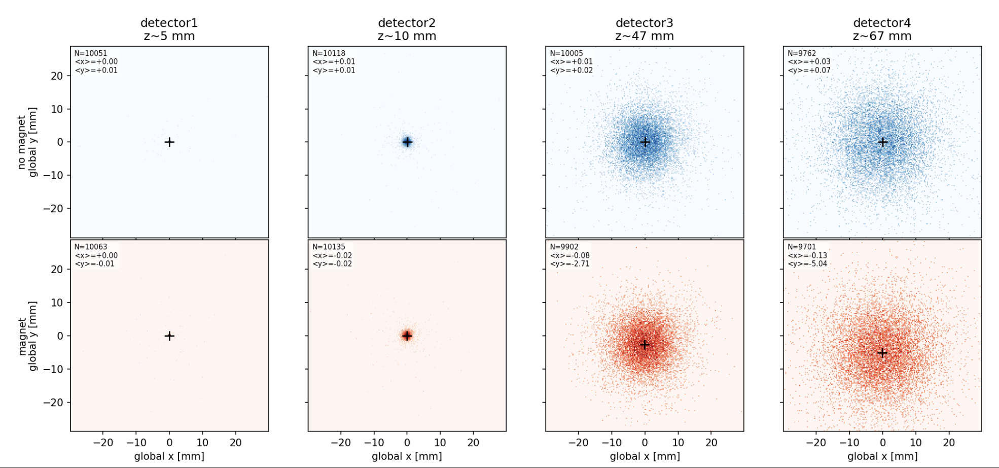 detector1
z~5 mm
detector2
z~10 mm
detector3
z~47 mm
detector4
z~67 mm
no magnet
global y [mm]
20
10
0
−10
−20
N=10051
<x>=+0.00
<y>=+0.01
N=10118
<x>=+0.01
<y>=+0.01
N=10005
<x>=+0.01
<y>=+0.02
N=9762
<x>=+0.03
<y>=+0.07
magnet
global y [mm]
20
10
0
−10
−20
N=10063
<x>=+0.00
<y>=-0.01
N=10135
<x>=-0.02
<y>=-0.02
N=9902
<x>=-0.08
<y>=-2.71
N=9701
<x>=-0.13
<y>=-5.04
−20 −10 0 10 20
global x [mm]
−20 −10 0 10 20
global x [mm]
−20 −10 0 10 20
global x [mm]
−20 −10 0 10 20
global x [mm]